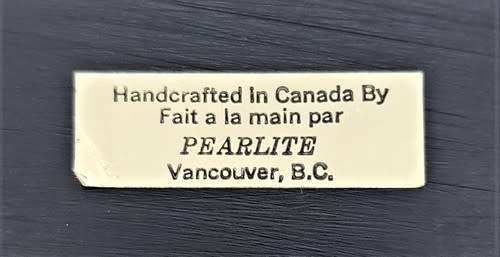 Handcrafted In Canada By
Fait a la main par
PEARLITE
Vancouver, B.C.